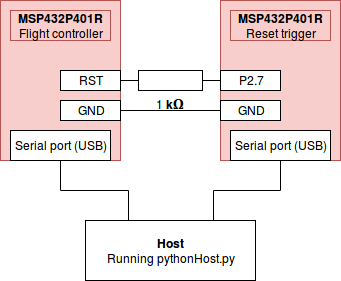 MSP432P401R
Flight controller
MSP432P401R
Reset trigger
RST
P2.7
GND
1 kΩ
GND
Serial port (USB)
Serial port (USB)
Host
Running pythonHost.py